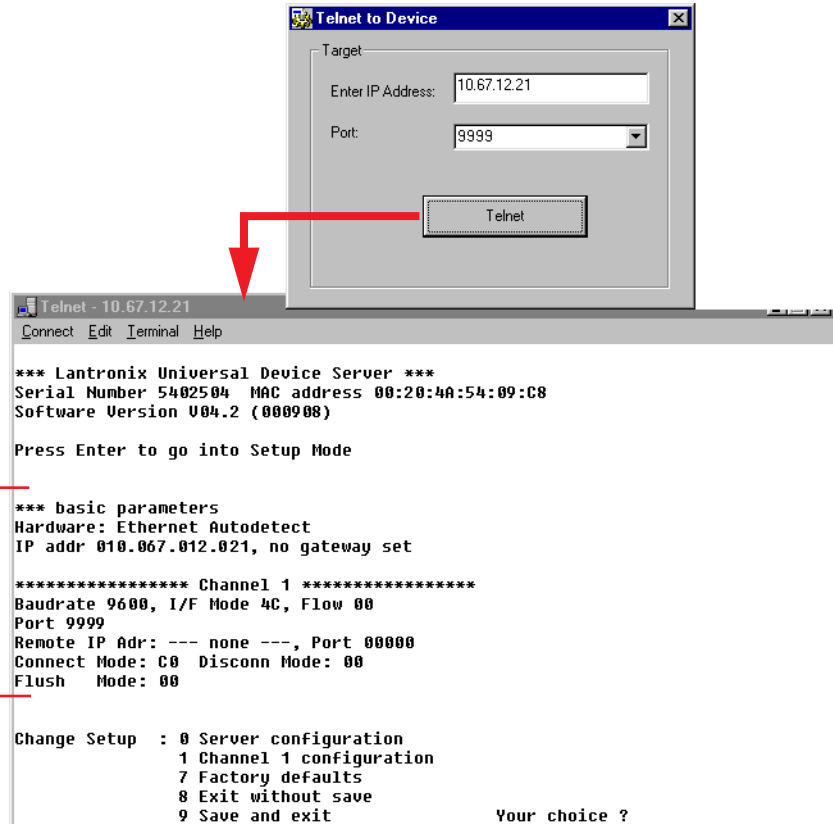 Telnet to Device
Target
Enter IP Address: 10.67.12.21
Port: 9999
Telnet
Telnet - 10.67.12.21
Connect Edit Terminal Help
*** Lantronix Universal Device Server ***
Serial Number 5402504 MAC address 00:20:4A:54:09:C8
Software Version V04.2 (000908)
Press Enter to go into Setup Mode
*** basic parameters
Hardware: Ethernet Autodetect
IP addr 010.067.012.021, no gateway set
***************** Channel 1 *****************
Baudrate 9600, I/F Mode 4C, Flow 00
Port 9999
Remote IP Adr: --- none ---, Port 00000
Connect Mode: C0 Disconn Mode: 00
Flush Mode: 00
Change Setup : 0 Server configuration
1 Channel 1 configuration
7 Factory defaults
8 Exit without save
9 Save and exit Your choice ?